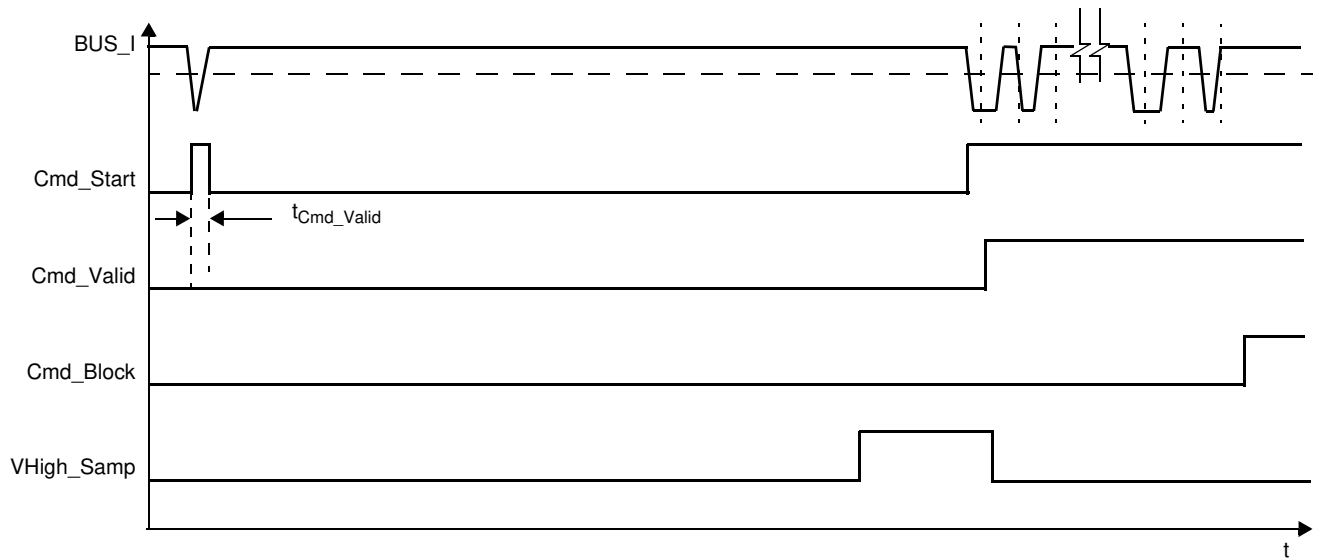 BUS_I
Cmd_Start
tCmd_Valid
Cmd_Valid
Cmd_Block
VHigh_Samp
t